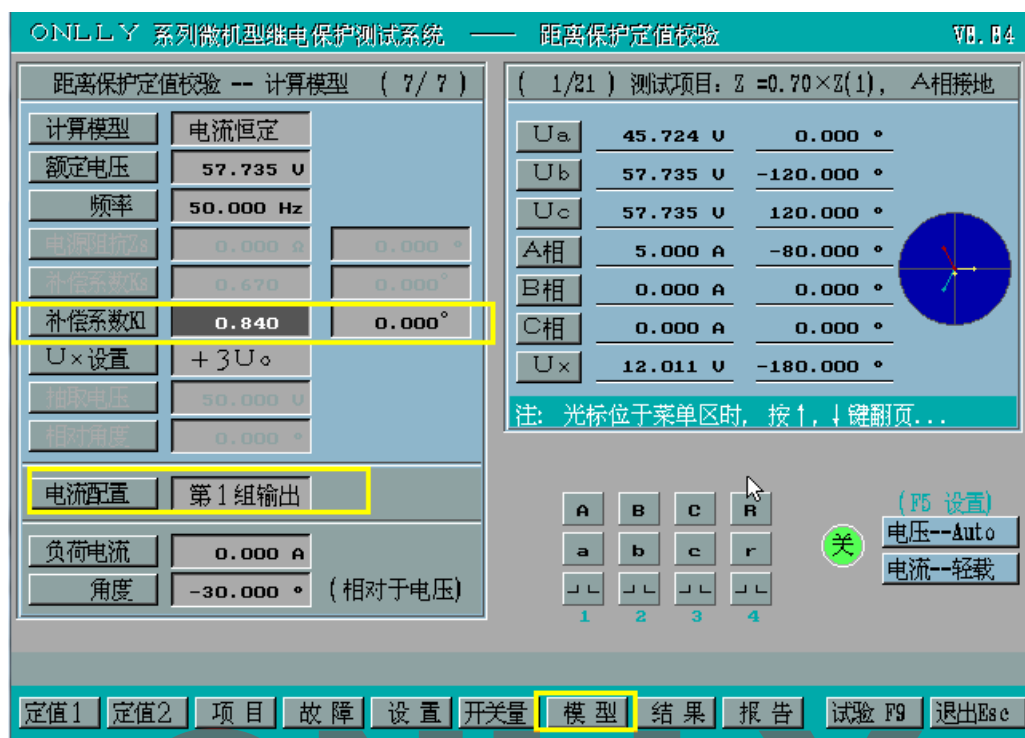 ONLLY 系列微机型继电保护测试系统 —— 距离保护定值校验 V8.84
距离保护定值校验 -- 计算模型 ( 7/ 7 )
计算模型 电流恒定
额定电压 57.735 V
频率 50.000 Hz
电源阻抗Zs 0.000 Ω 0.000 °
补偿系数Ks 0.670 0.000°
补偿系数Kl 0.840 0.000°
Ux设置 +3Uo
抽取电压 50.000 V
相对角度 0.000 °
电流配置 第1组输出
负荷电流 0.000 A
角度 -30.000 ° (相对于电压)
( 1/21 ) 测试项目: Z =0.70×Z(1), A相接地
Ua 45.724 V 0.000 °
Ub 57.735 V -120.000 °
Uc 57.735 V 120.000 °
A相 5.000 A -80.000 °
B相 0.000 A 0.000 °
C相 0.000 A 0.000 °
Ux 12.011 V -180.000 °
注: 光标位于菜单区时, 按↑,↓键翻页...
A B C R
a b c r
1 2 3 4
关
(F5 设置)
电压--Auto
电流--轻载
定值1 定值2 项目 故障 设置 开关量 模型 结果 报告 试验 F9 退出Esc